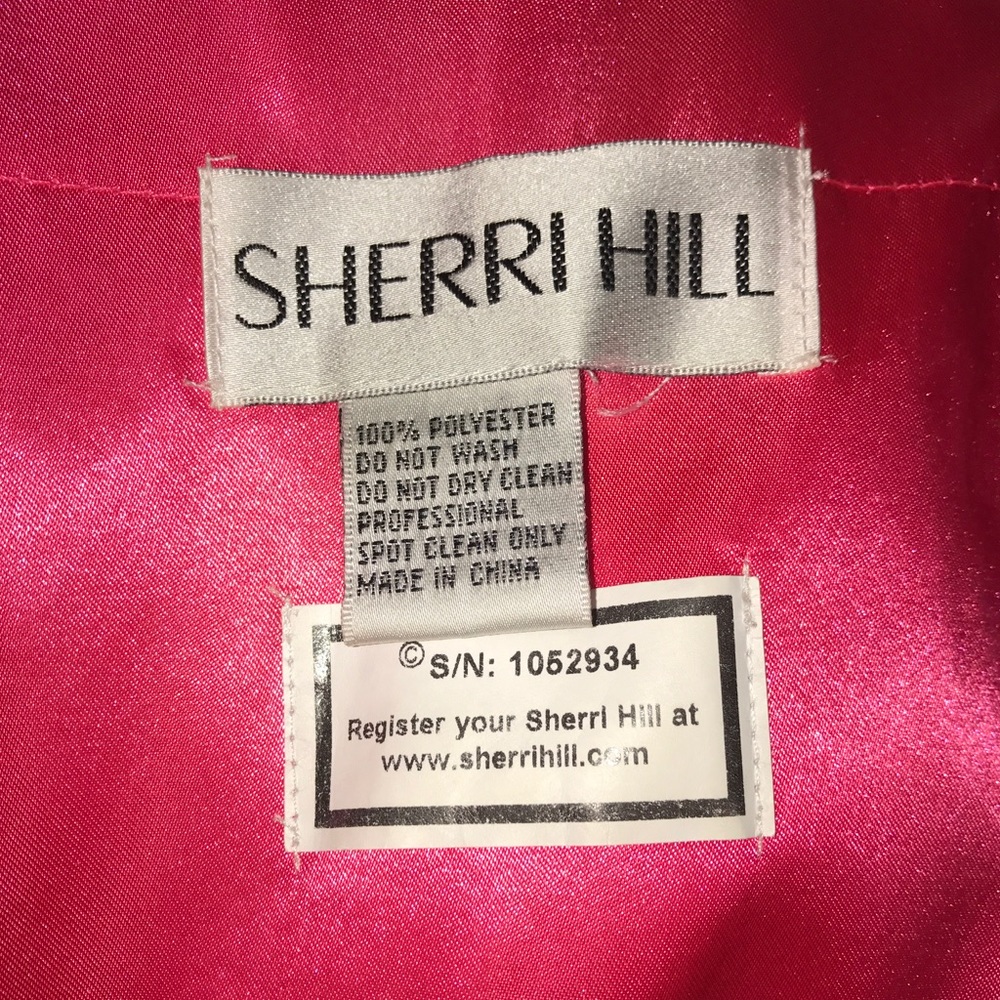 SHERRI HILL
100% POLYESTER
DO NOT WASH
DO NOT DRY CLEAN
PROFESSIONAL
SPOT CLEAN ONLY
MADE IN CHINA
© S/N: 1052934
Register your Sherri Hill at
www.sherrihill.com